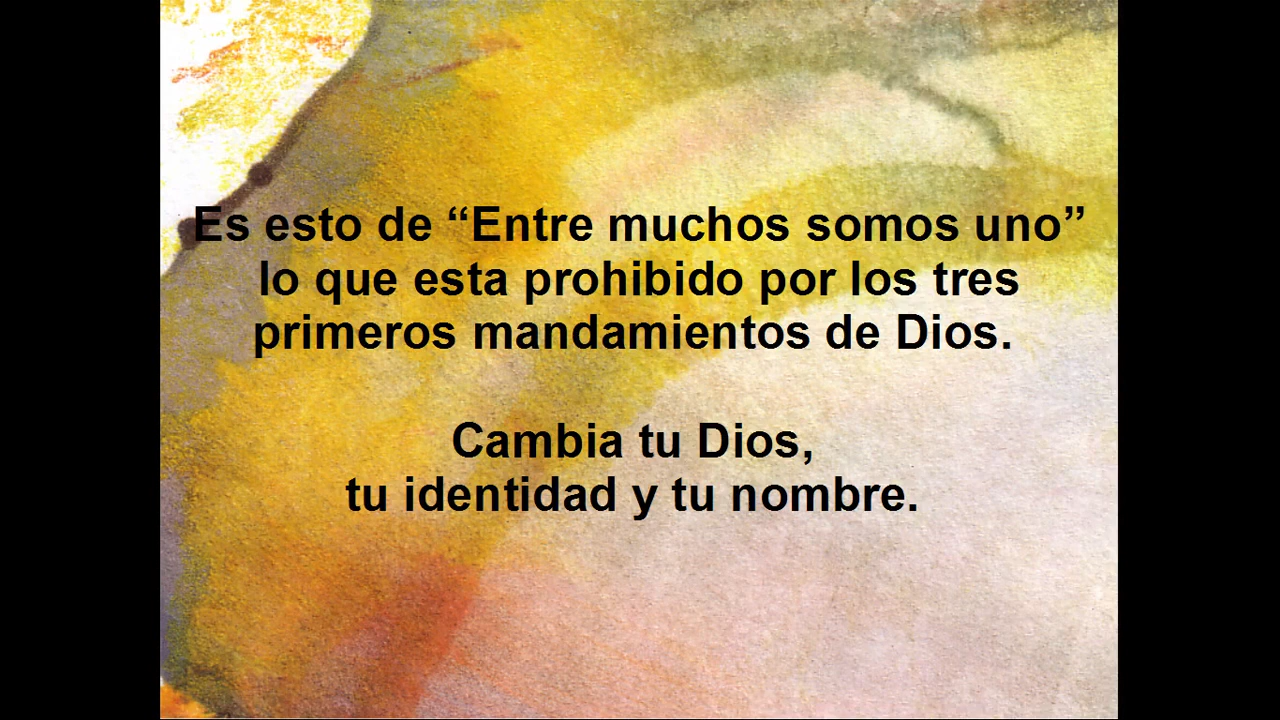 Es esto de “Entre muchos somos uno”
lo que esta prohibido por los tres
primeros mandamientos de Dios.
Cambia tu Dios,
tu identidad y tu nombre.